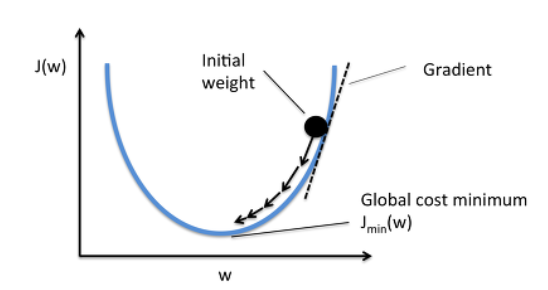 J(w)
Initial
weight
Gradient
Global cost minimum
Jmin(w)
w